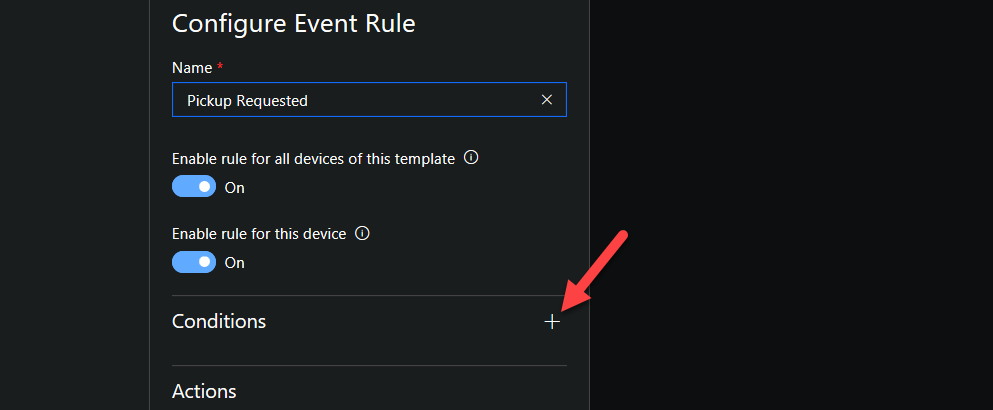 Configure Event Rule
Name *
Pickup Requested
Enable rule for all devices of this template
On
Enable rule for this device
On
Conditions
Actions